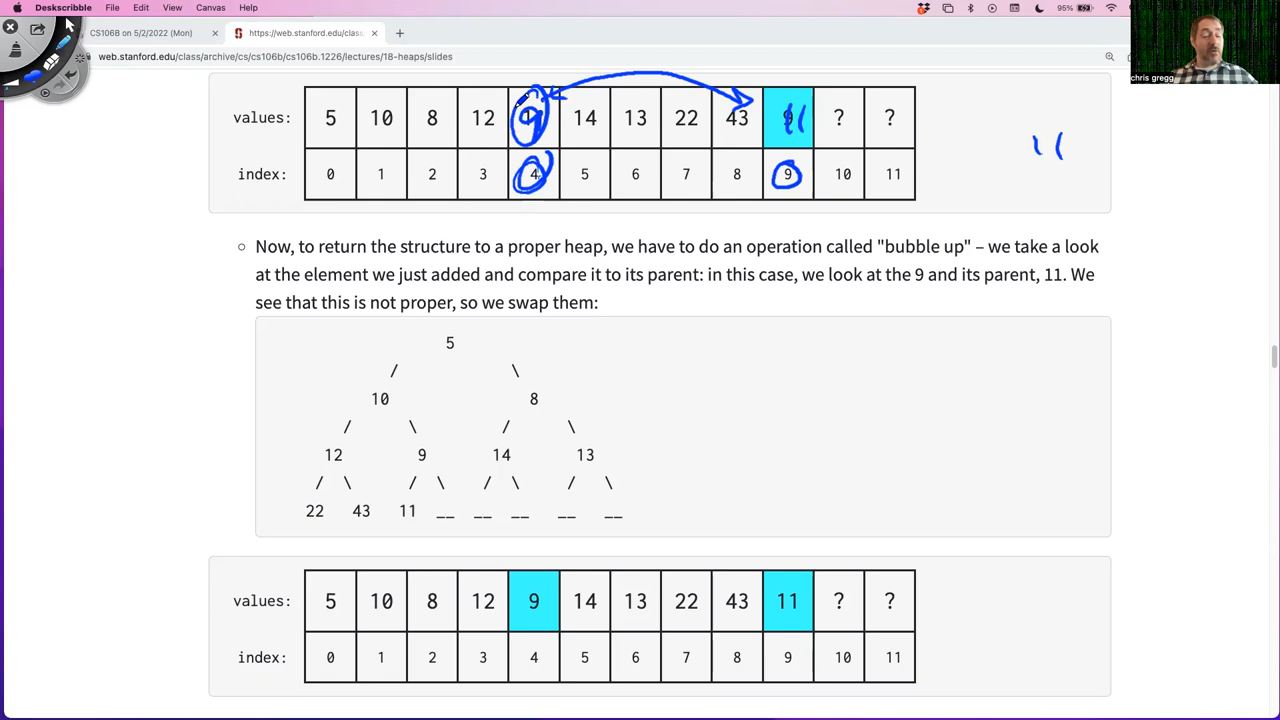 Deskscribble File Edit View Canvas Help 95%
CS106B on 5/2/2022 (Mon) https://web.stanford.edu/clas
web.stanford.edu/class/archive/cs/cs106b/cs106b.1226/lectures/18-heaps/slides
chris gregg
values: 5 10 8 12 9 14 13 22 43 11 ? ?
11
index: 0 1 2 3 4 5 6 7 8 9 10 11
Now, to return the structure to a proper heap, we have to do an operation called "bubble up" – we take a look
at the element we just added and compare it to its parent: in this case, we look at the 9 and its parent, 11. We
see that this is not proper, so we swap them:
5
/ \
10 8
/ \ / \
12 9 14 13
/ \ / \ / \ / \
22 43 11 __ __ __ __ __
values: 5 10 8 12 9 14 13 22 43 11 ? ?
index: 0 1 2 3 4 5 6 7 8 9 10 11